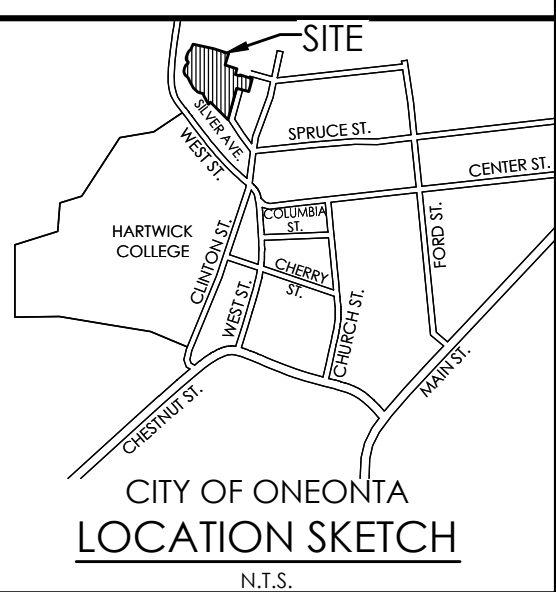 SITE
SILVER AVE.
WEST ST.
SPRUCE ST.
CENTER ST.
COLUMBIA
ST.
HARTWICK
COLLEGE
CLINTON ST.
FORD ST.
CHERRY
ST.
WEST ST.
CHURCH ST.
MAIN ST.
CHESTNUT ST.
CITY OF ONEONTA
LOCATION SKETCH
N.T.S.